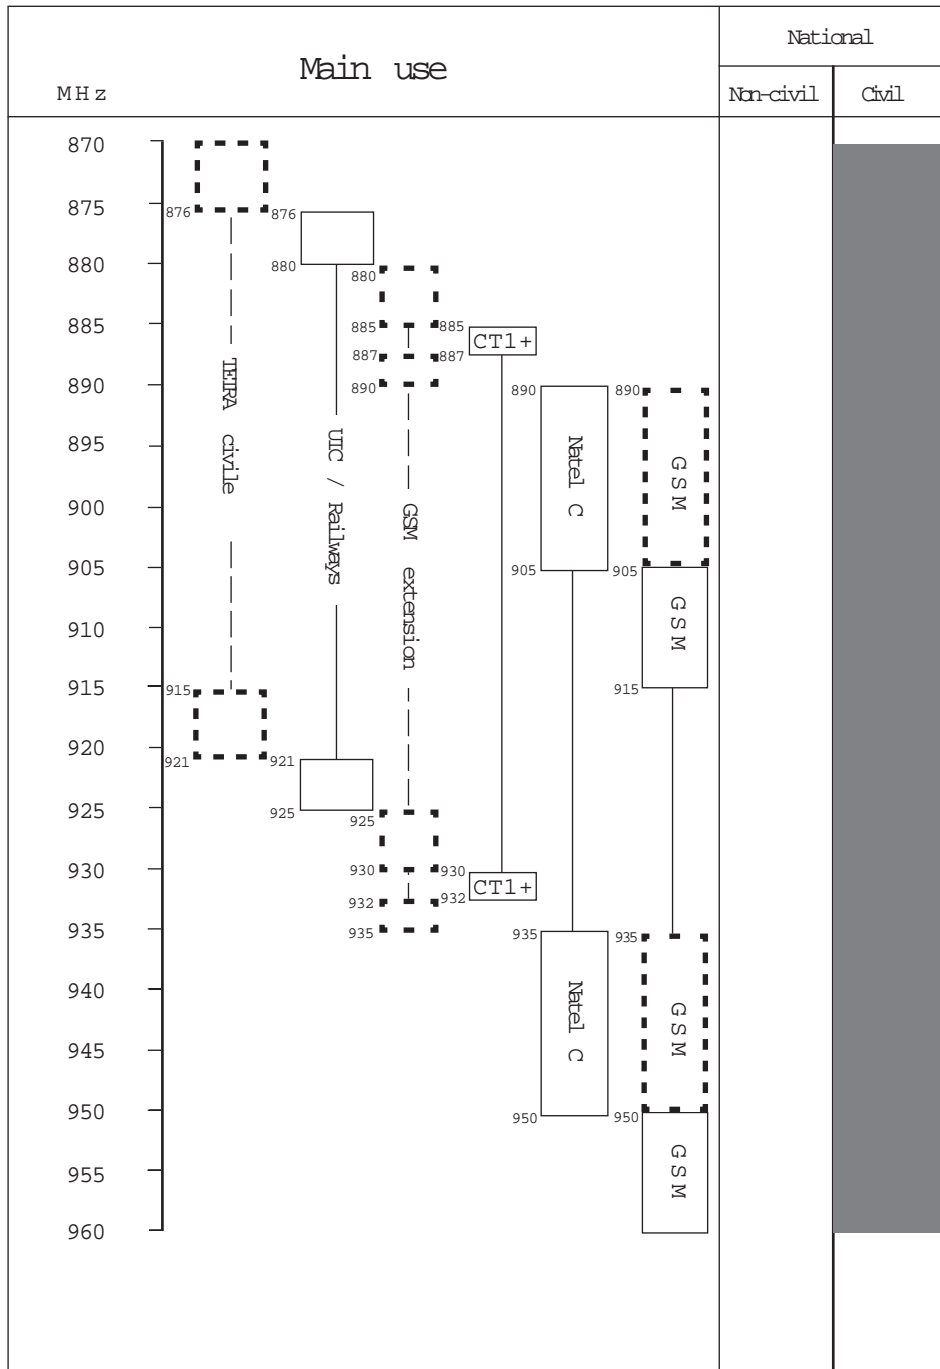 National
Main use
MHz
Non-civil Civil
870
875
876 876
880
880 880
885
885 885
CT1+
887 887
890
890 890 890
TETRA civile
UIC / Railways
GSM extension
Natel C
GSM
895
900
905
905 905
GSM
910
915
915 915
920
921 921
925
925 925
930
930 930
CT1+
932 932
935
935 935 935
Natel C
GSM
940
945
950
950 950
GSM
955
960